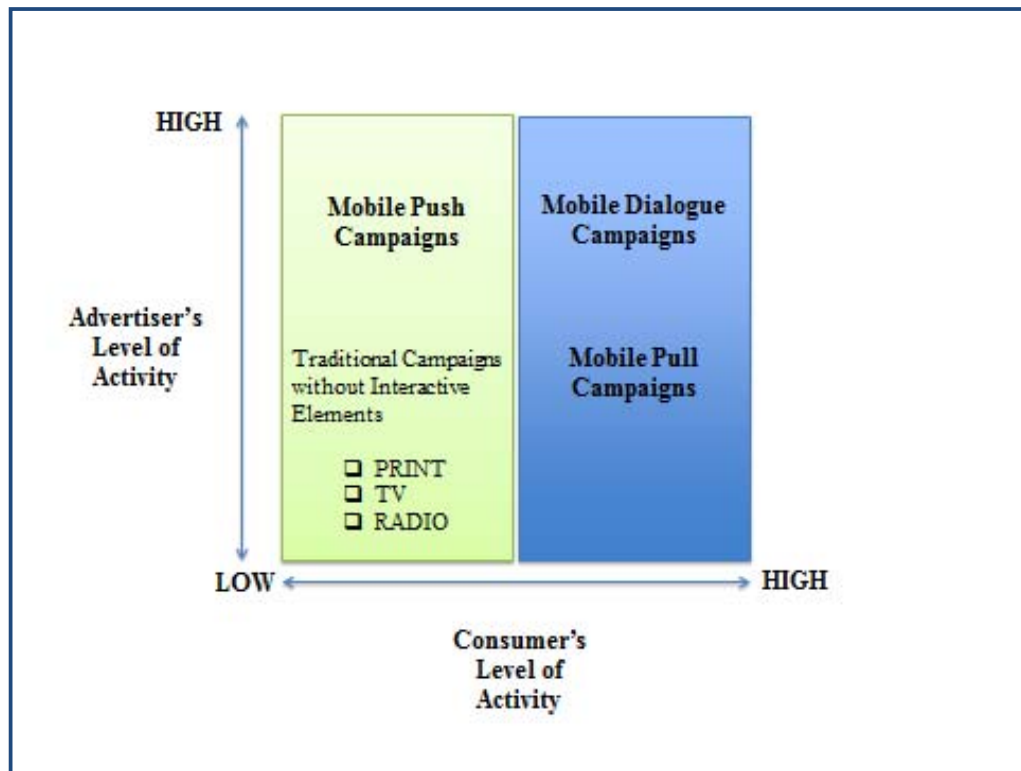 HIGH
Mobile Push
Campaigns
Mobile Dialogue
Campaigns
Advertiser's
Level of
Activity
Traditional Campaigns
without Interactive
Elements
❑ PRINT
❑ TV
❑ RADIO
Mobile Pull
Campaigns
LOW
HIGH
Consumer's
Level of
Activity